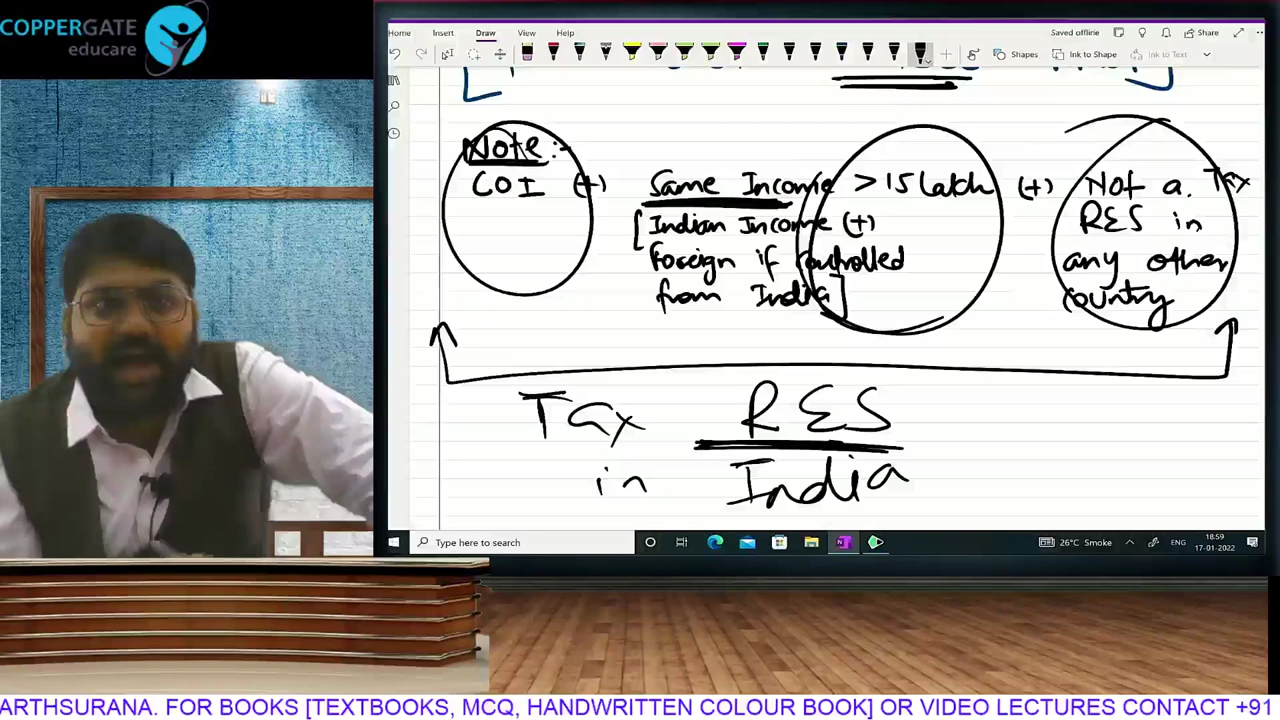 COPPERGATE
educare
Home Insert Draw View Help
Saved offline
Share
Shapes
Ink to Shape
Ink to Text
Note :-
COI (+) Same Income > 15 Lakh (+) Not a. Tax
[Indian Income (+) RES in
Foreign if controlled any other
from India] country
Tax RES
in India
Type here to search
26°C Smoke
ENG
18:59
17-01-2022
ARTHSURANA. FOR BOOKS [TEXTBOOKS, MCQ, HANDWRITTEN COLOUR BOOK] OR VIDEO LECTURES CONTACT +91